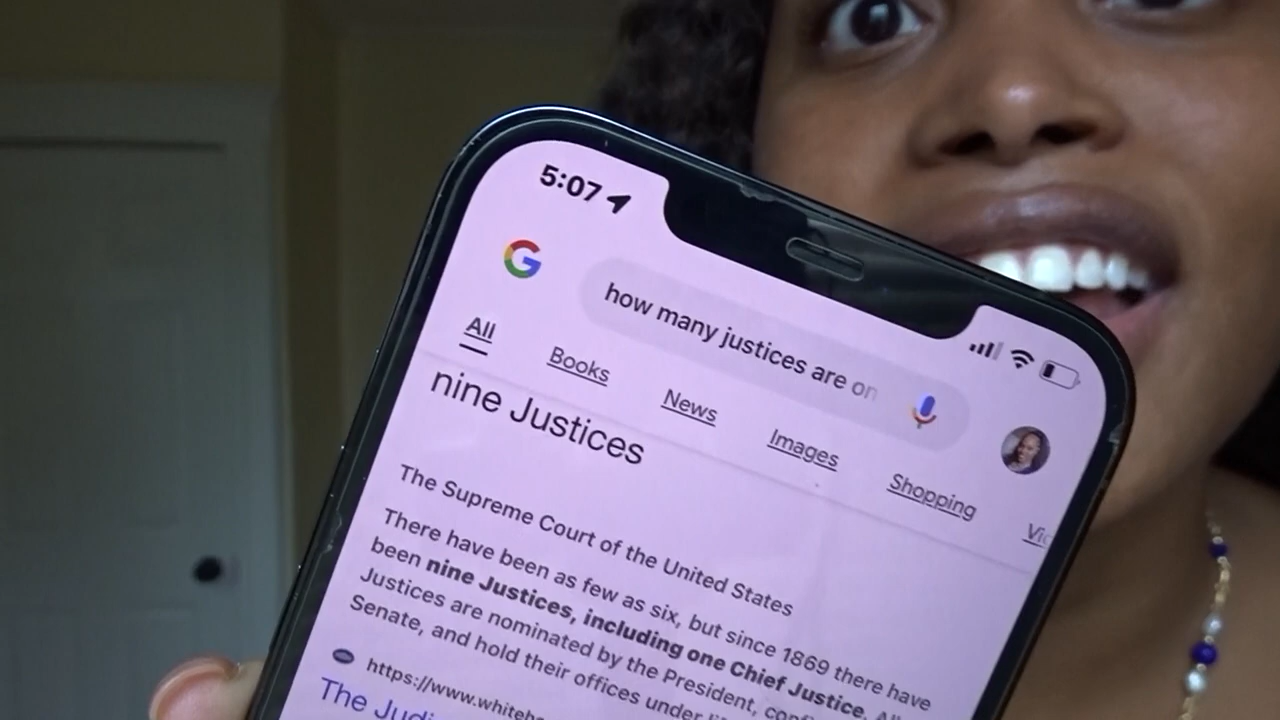 5:07
how many justices are on
All Books News Images Shopping
nine Justices
The Supreme Court of the United States
There have been as few as six, but since 1869 there have
been nine Justices, including one Chief Justice. All
Justices are nominated by the President,
Senate, and hold their offices under
https://www.whiteho
The